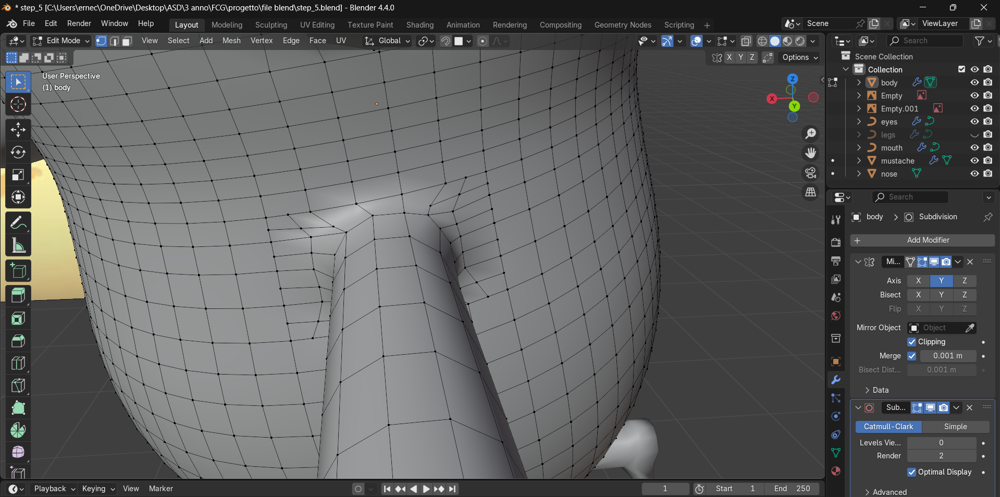 * step_5 [C:\Users\ernec\OneDrive\Desktop\ASD\3 anno\FCG\progetto\file blend\step_5.blend] - Blender 4.4.0
File Edit Render Window Help Layout Modeling Sculpting UV Editing Texture Paint Shading Animation Rendering Compositing Geometry Nodes Scripting + Scene ViewLayer
Edit Mode View Select Add Mesh Vertex Edge Face UV Global Search
X Y Z Options
User Perspective
(1) body
Z
X
Y
Scene Collection
Collection
body
Empty
Empty.001
eyes
legs
mouth
mustache
nose
Search
body > Subdivision
+ Add Modifier
Mi...
Axis X Y Z
Bisect X Y Z
Flip X Y Z
Mirror Object Object
Clipping
Merge 0.001 m
Bisect Dist... 0.001 m
Data
Sub...
Catmull-Clark Simple
Levels Vie... 0
Render 2
Optimal Display
Advanced
Playback Keying View Marker 1 Start 1 End 250